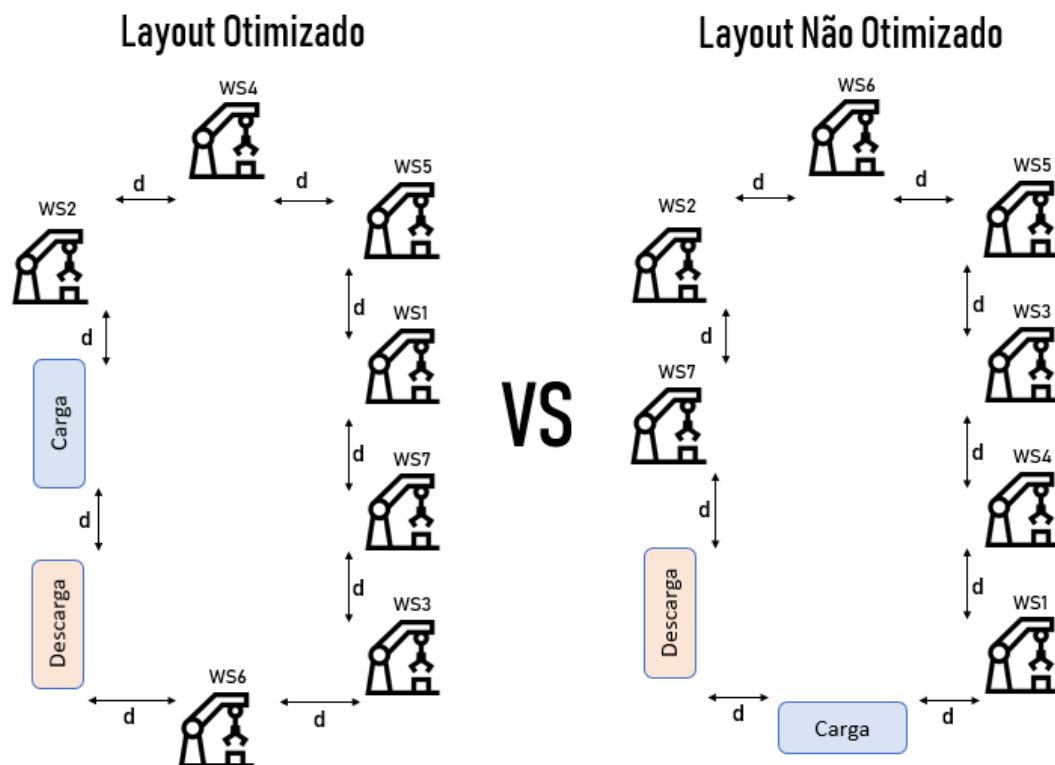 Layout Otimizado
WS4
d
d
WS5
WS2
d
d
WS1
Carga
d
WS7
d
d
Descarga
WS3
WS6
d
d
VS
Layout Não Otimizado
WS6
d
d
WS5
WS2
d
d
WS3
WS7
d
d
WS4
Descarga
d
WS1
d
d
Carga